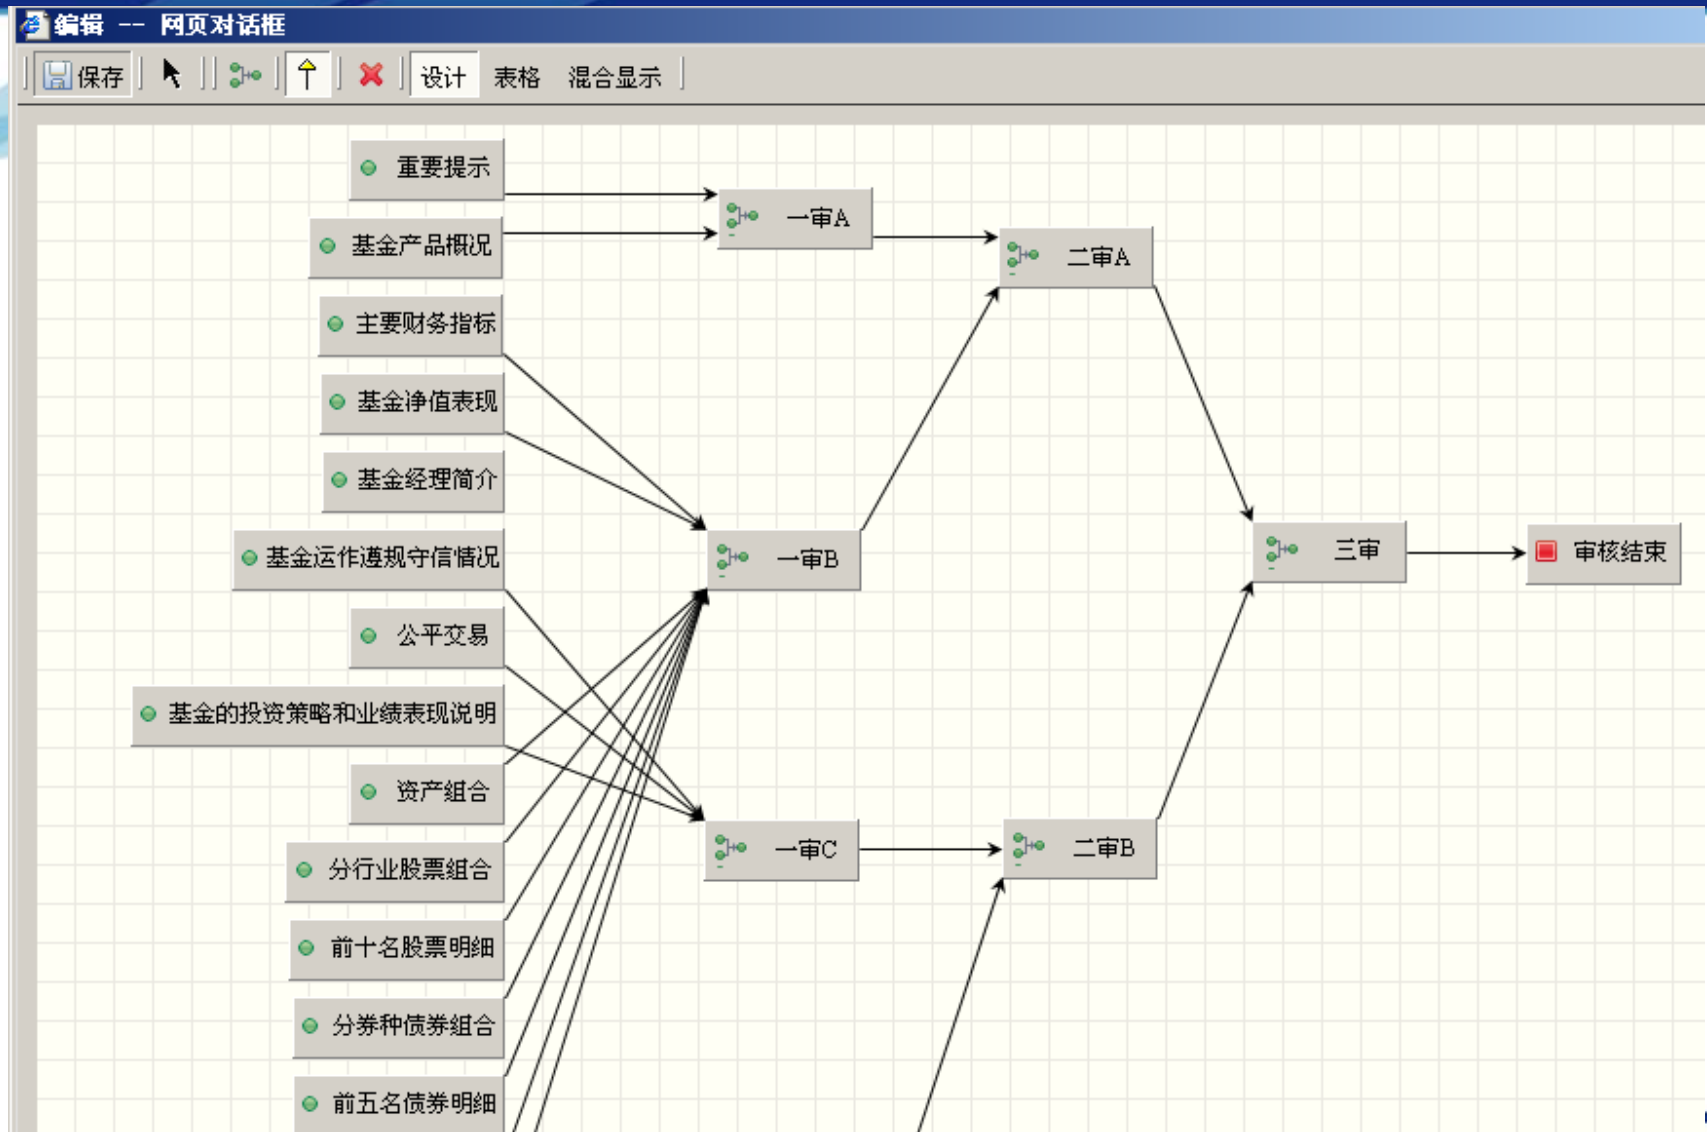 编辑 -- 网页对话框
保存 设计 表格 混合显示
重要提示
基金产品概况
主要财务指标
基金净值表现
基金经理简介
基金运作遵规守信情况
公平交易
基金的投资策略和业绩表现说明
资产组合
分行业股票组合
前十名股票明细
分券种债券组合
前五名债券明细
一审A
一审B
一审C
二审A
二审B
三审
审核结束